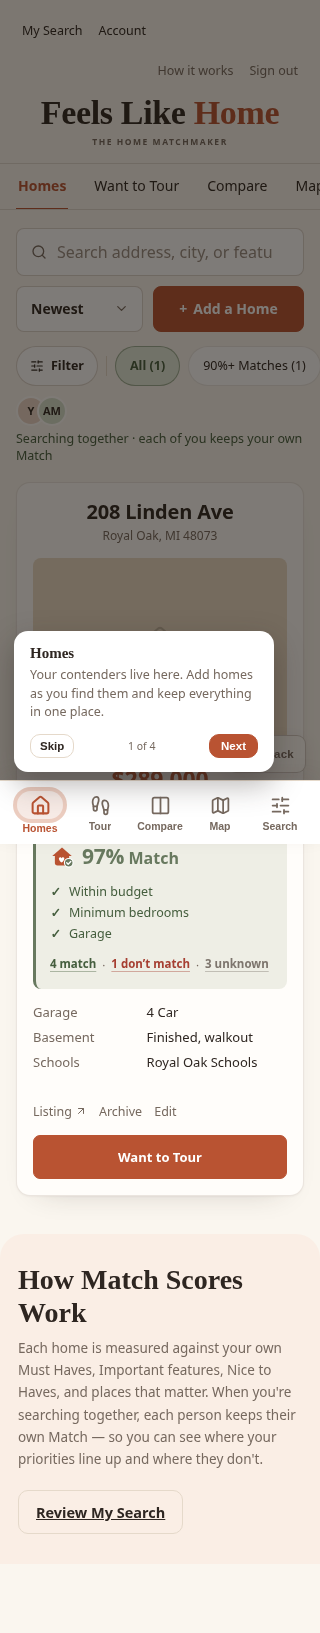 My Search Account
How it works Sign out
Feels Like Home
THE HOME MATCHMAKER
Homes Want to Tour Compare Map
Search address, city, or featu
Newest + Add a Home
Filter All (1) 90%+ Matches (1)
Y AM
Searching together · each of you keeps your own
Match
208 Linden Ave
Royal Oak, MI 48073
Homes
Your contenders live here. Add homes
as you find them and keep everything
in one place.
Skip 1 of 4 Next
$289,000
Homes Tour Compare Map Search
97% Match
✓ Within budget
✓ Minimum bedrooms
✓ Garage
4 match · 1 don't match · 3 unknown
Garage 4 Car
Basement Finished, walkout
Schools Royal Oak Schools
Listing ↗ Archive Edit
Want to Tour
How Match Scores
Work
Each home is measured against your own
Must Haves, Important features, Nice to
Haves, and places that matter. When you're
searching together, each person keeps their
own Match — so you can see where your
priorities line up and where they don't.
Review My Search